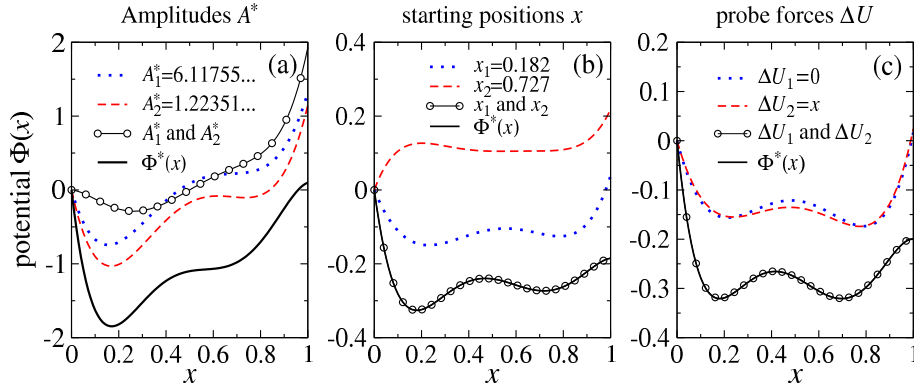 Amplitudes A*
starting positions x
probe forces ΔU
potential Φ(x)
2
1
0
-1
-2
(a)
A₁*=6.11755...
A₂*=1.22351...
A₁* and A₂*
Φ*(x)
0 0.2 0.4 0.6 0.8 1
x
0.4
0.2
0
-0.2
-0.4
(b)
x₁=0.182
x₂=0.727
x₁ and x₂
Φ*(x)
0 0.2 0.4 0.6 0.8 1
x
0.2
0.1
0
-0.1
-0.2
-0.3
-0.4
(c)
ΔU₁=0
ΔU₂=x
ΔU₁ and ΔU₂
Φ*(x)
0 0.2 0.4 0.6 0.8 1
x